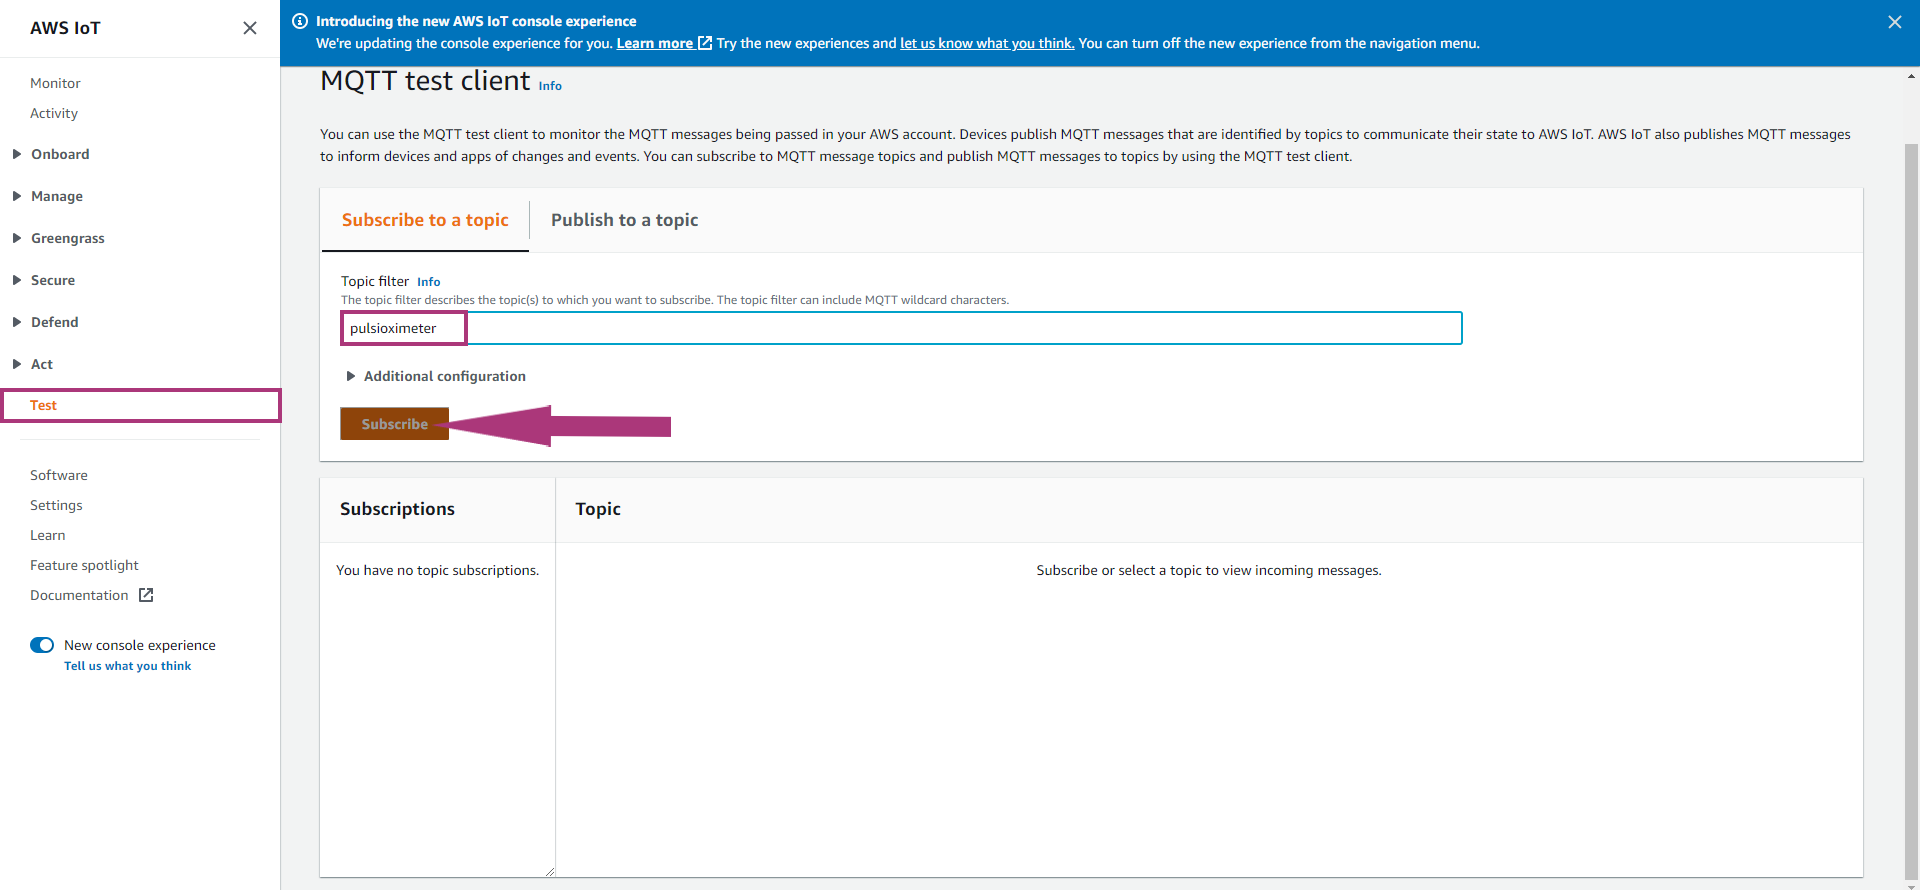 AWS IoT
Monitor
Activity
Onboard
Manage
Greengrass
Secure
Defend
Act
Test
Software
Settings
Learn
Feature spotlight
Documentation
New console experience
Tell us what you think
Introducing the new AWS IoT console experience
We're updating the console experience for you. Learn more Try the new experiences and let us know what you think. You can turn off the new experience from the navigation menu.
MQTT test client Info
You can use the MQTT test client to monitor the MQTT messages being passed in your AWS account. Devices publish MQTT messages that are identified by topics to communicate their state to AWS IoT. AWS IoT also publishes MQTT messages
to inform devices and apps of changes and events. You can subscribe to MQTT message topics and publish MQTT messages to topics by using the MQTT test client.
Subscribe to a topic
Publish to a topic
Topic filter Info
The topic filter describes the topic(s) to which you want to subscribe. The topic filter can include MQTT wildcard characters.
pulsioximeter
Additional configuration
Subscribe
Subscriptions
Topic
You have no topic subscriptions.
Subscribe or select a topic to view incoming messages.